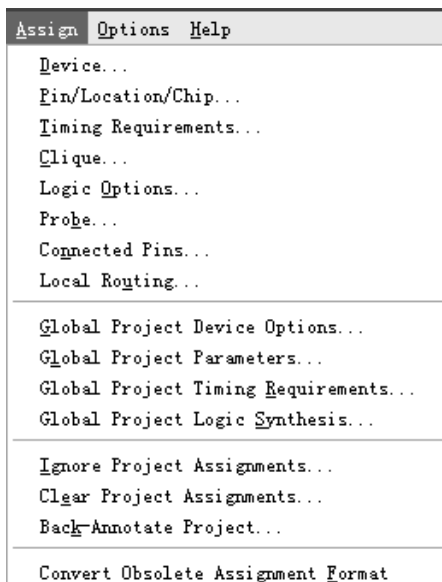 Assign Options Help
Device...
Pin/Location/Chip...
Timing Requirements...
Clique...
Logic Options...
Probe...
Connected Pins...
Local Routing...
Global Project Device Options...
Global Project Parameters...
Global Project Timing Requirements...
Global Project Logic Synthesis...
Ignore Project Assignments...
Clear Project Assignments...
Back-Annotate Project...
Convert Obsolete Assignment Format